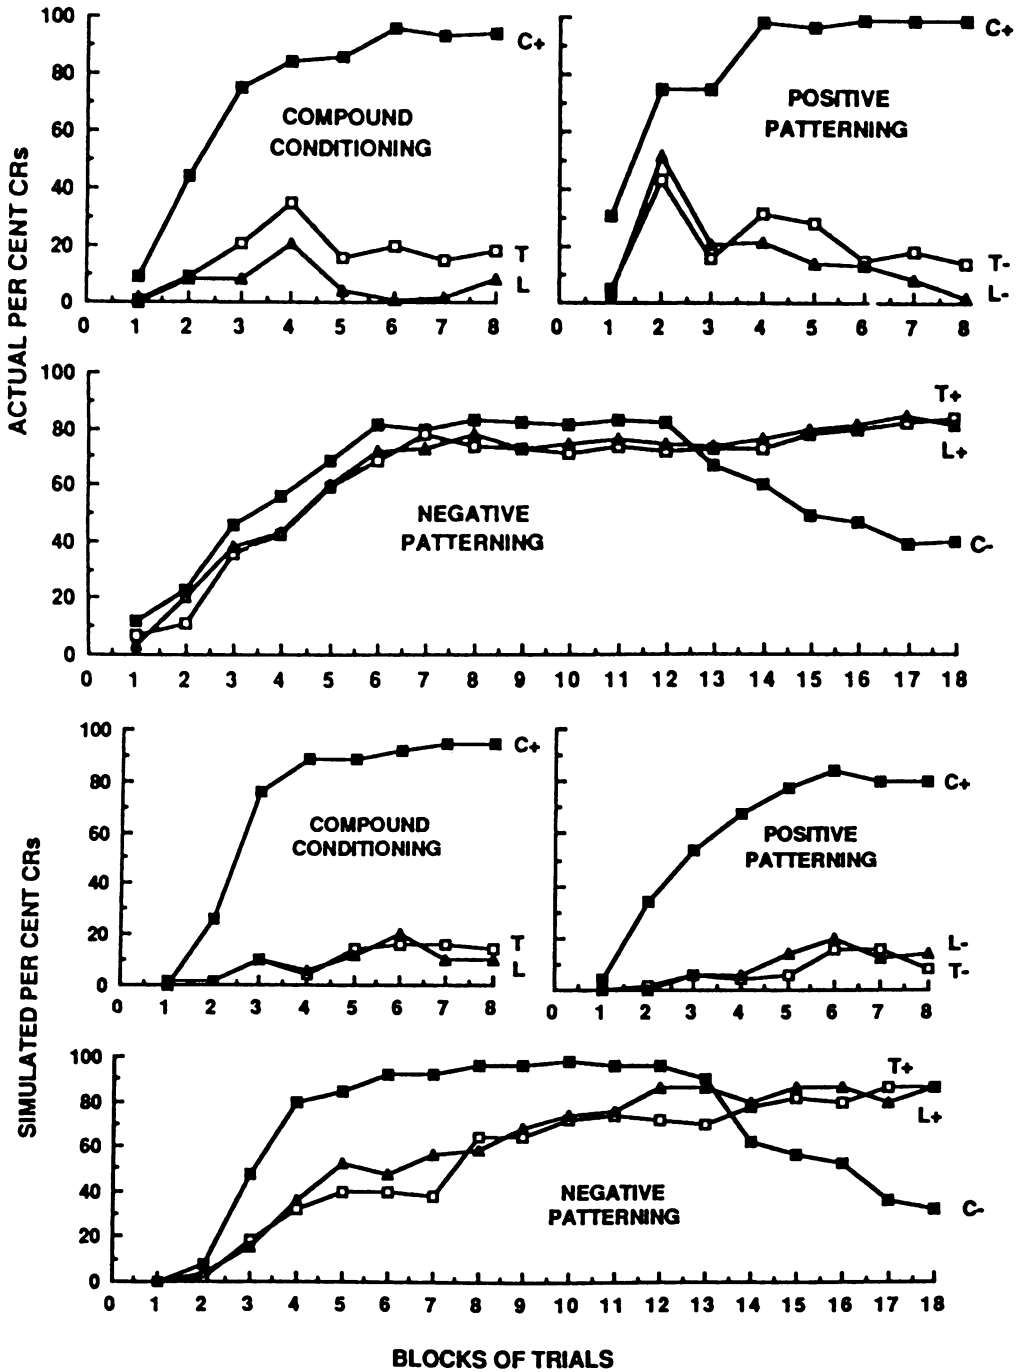 100
80
60
40
20
0
C+
COMPOUND
CONDITIONING
T
L
0 1 2 3 4 5 6 7 8
C+
POSITIVE
PATTERNING
T-
L-
0 1 2 3 4 5 6 7 8
ACTUAL PER CENT CRs
100
80
60
40
20
0
T+
L+
NEGATIVE
PATTERNING
C-
0 1 2 3 4 5 6 7 8 9 10 11 12 13 14 15 16 17 18
100
80
60
40
20
0
C+
COMPOUND
CONDITIONING
T
L
0 1 2 3 4 5 6 7 8
C+
POSITIVE
PATTERNING
L-
T-
0 1 2 3 4 5 6 7 8
SIMULATED PER CENT CRs
100
80
60
40
20
0
T+
L+
NEGATIVE
PATTERNING
C-
0 1 2 3 4 5 6 7 8 9 10 11 12 13 14 15 16 17 18
BLOCKS OF TRIALS